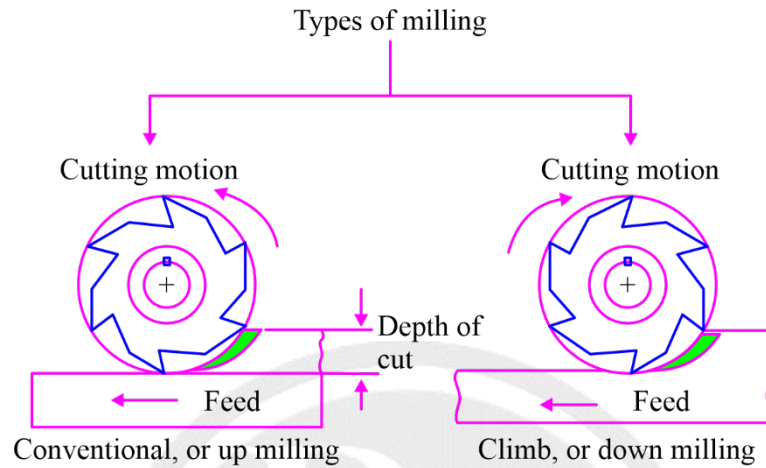 Types of milling
Cutting motion
Cutting motion
Depth of
cut
Feed
Feed
Conventional, or up milling
Climb, or down milling